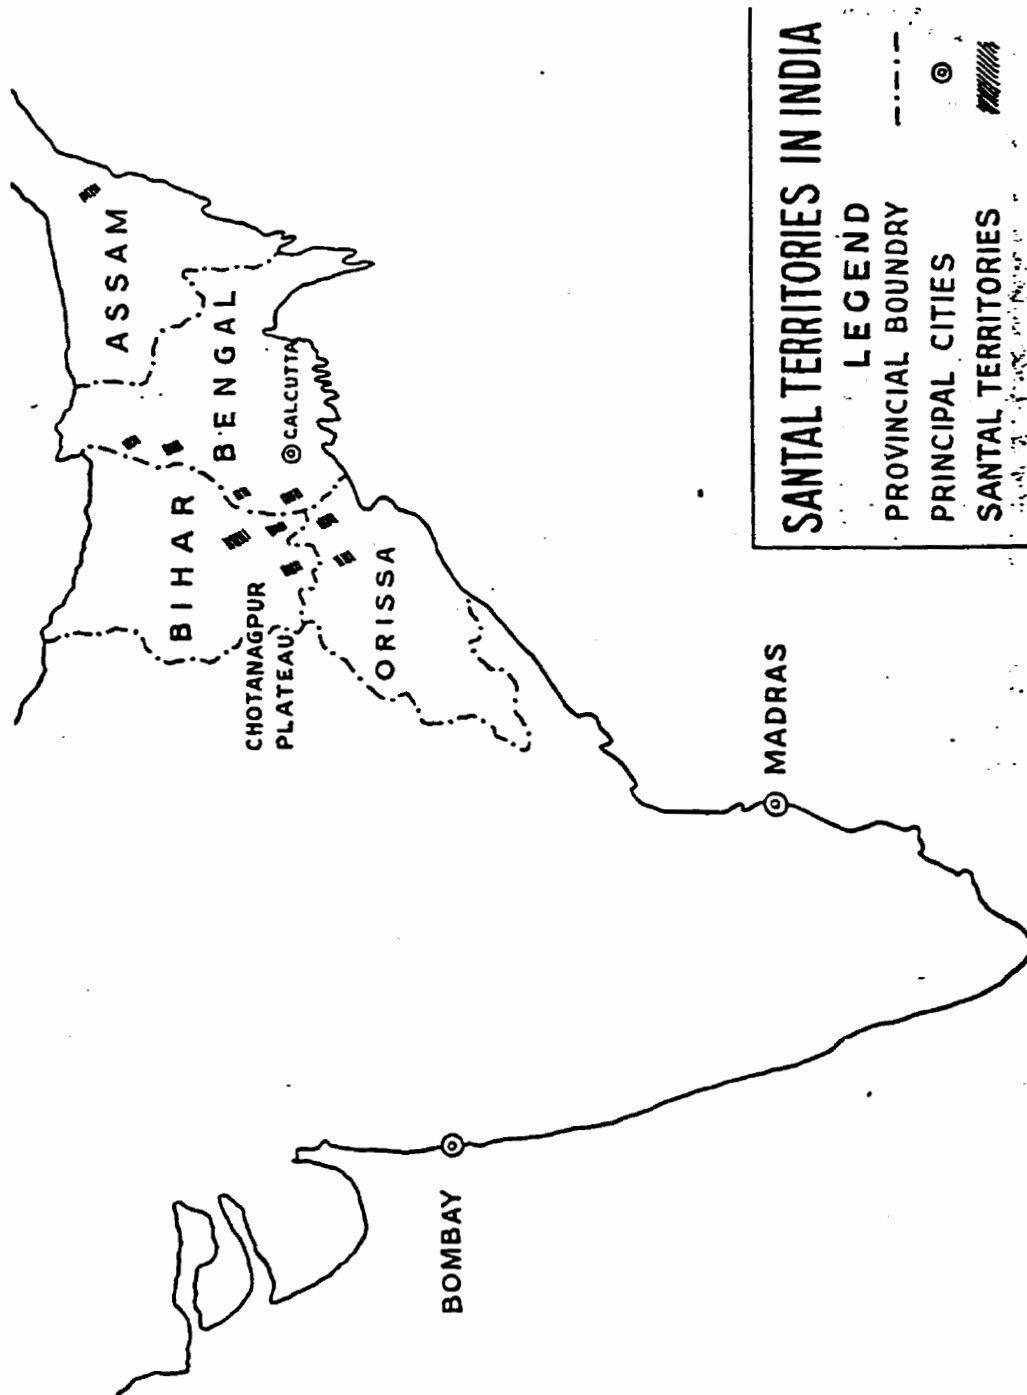 ASSAM
BIHAR
BENGAL
CALCUTTA
CHOTANAGPUR
PLATEAU
ORISSA
BOMBAY
MADRAS
SANTAL TERRITORIES IN INDIA
LEGEND
PROVINCIAL BOUNDRY
PRINCIPAL CITIES
SANTAL TERRITORIES